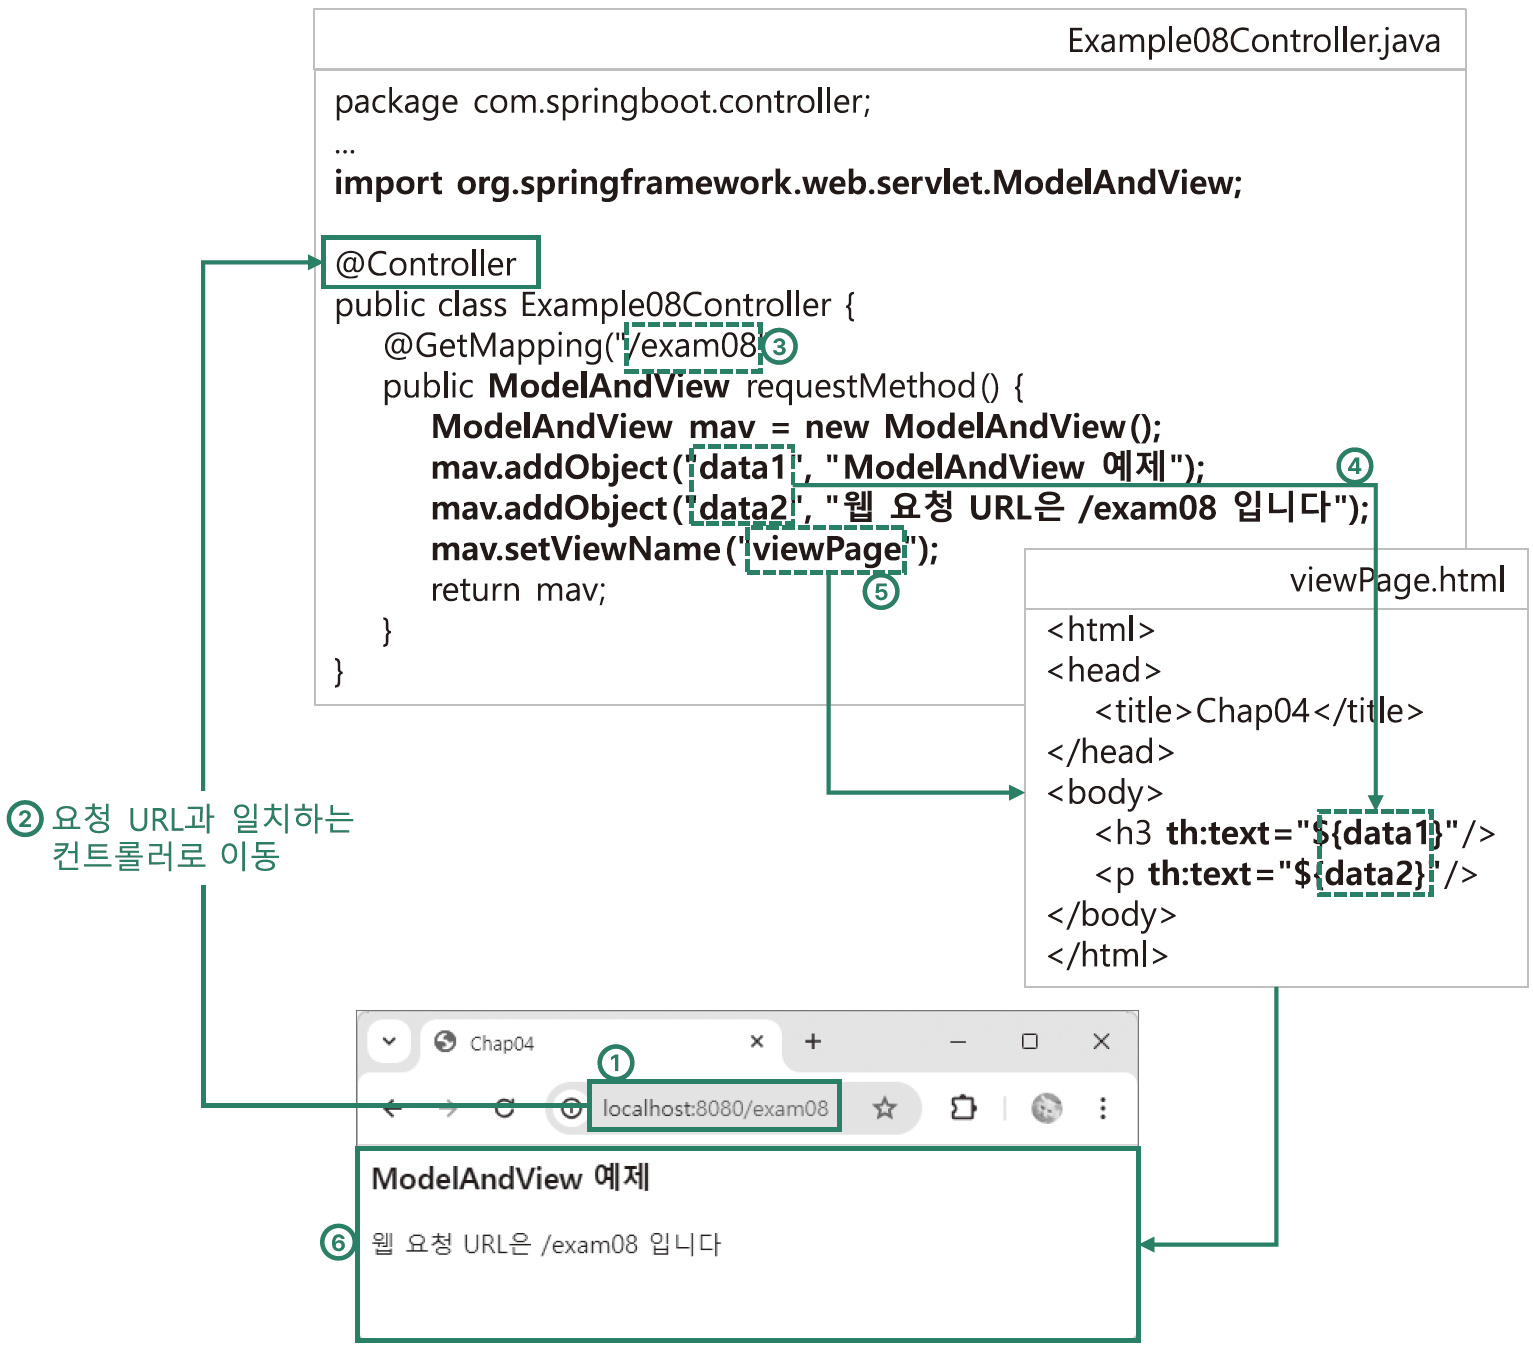 Example08Controller.java
package com.springboot.controller;
...
import org.springframework.web.servlet.ModelAndView;
@Controller
public class Example08Controller {
@GetMapping("/exam08"
③
public ModelAndView requestMethod() {
ModelAndView mav = new ModelAndView();
mav.addObject("data1", "ModelAndView 예제");
④
mav.addObject("data2", "웹 요청 URL은 /exam08 입니다");
mav.setViewName("viewPage");
⑤
return mav;
}
}
viewPage.html
<html>
<head>
<title>Chap04</title>
</head>
<body>
<h3 th:text="${data1}"/>
<p th:text="${data2}"/>
</body>
</html>
② 요청 URL과 일치하는
컨트롤러로 이동
Chap04
①
localhost:8080/exam08
ModelAndView 예제
⑥
웹 요청 URL은 /exam08 입니다